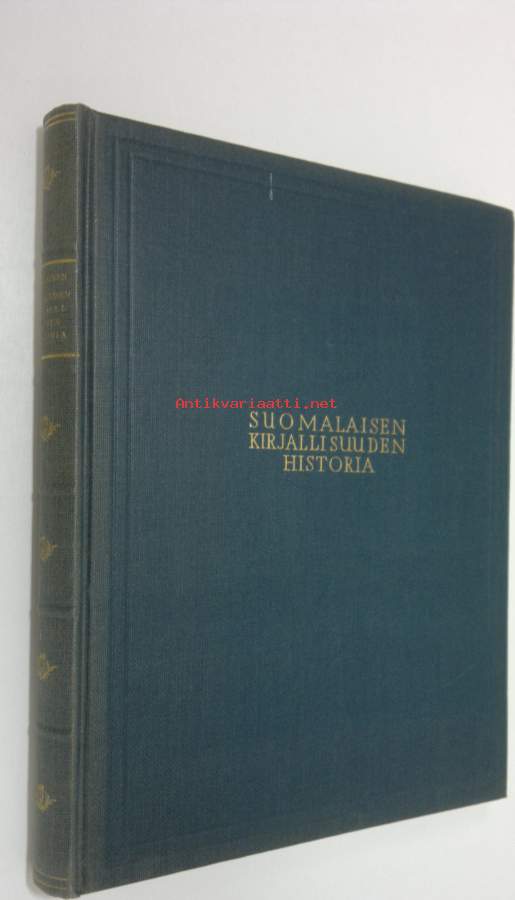 Antikvariaatti.net
SUOMALAISEN
KIRJALLISUUDEN
HISTORIA